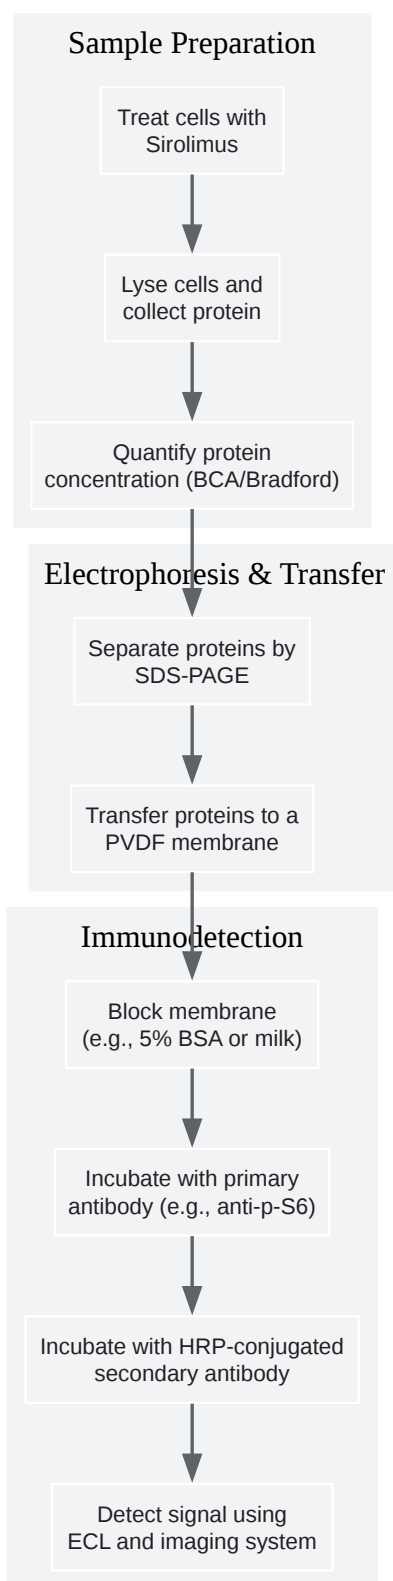 Sample Preparation
Treat cells with
Sirolimus
Lyse cells and
collect protein
Quantify protein
concentration (BCA/Bradford)
Electrophoresis & Transfer
Separate proteins by
SDS-PAGE
Transfer proteins to a
PVDF membrane
Immunodetection
Block membrane
(e.g., 5% BSA or milk)
Incubate with primary
antibody (e.g., anti-p-S6)
Incubate with HRP-conjugated
secondary antibody
Detect signal using
ECL and imaging system